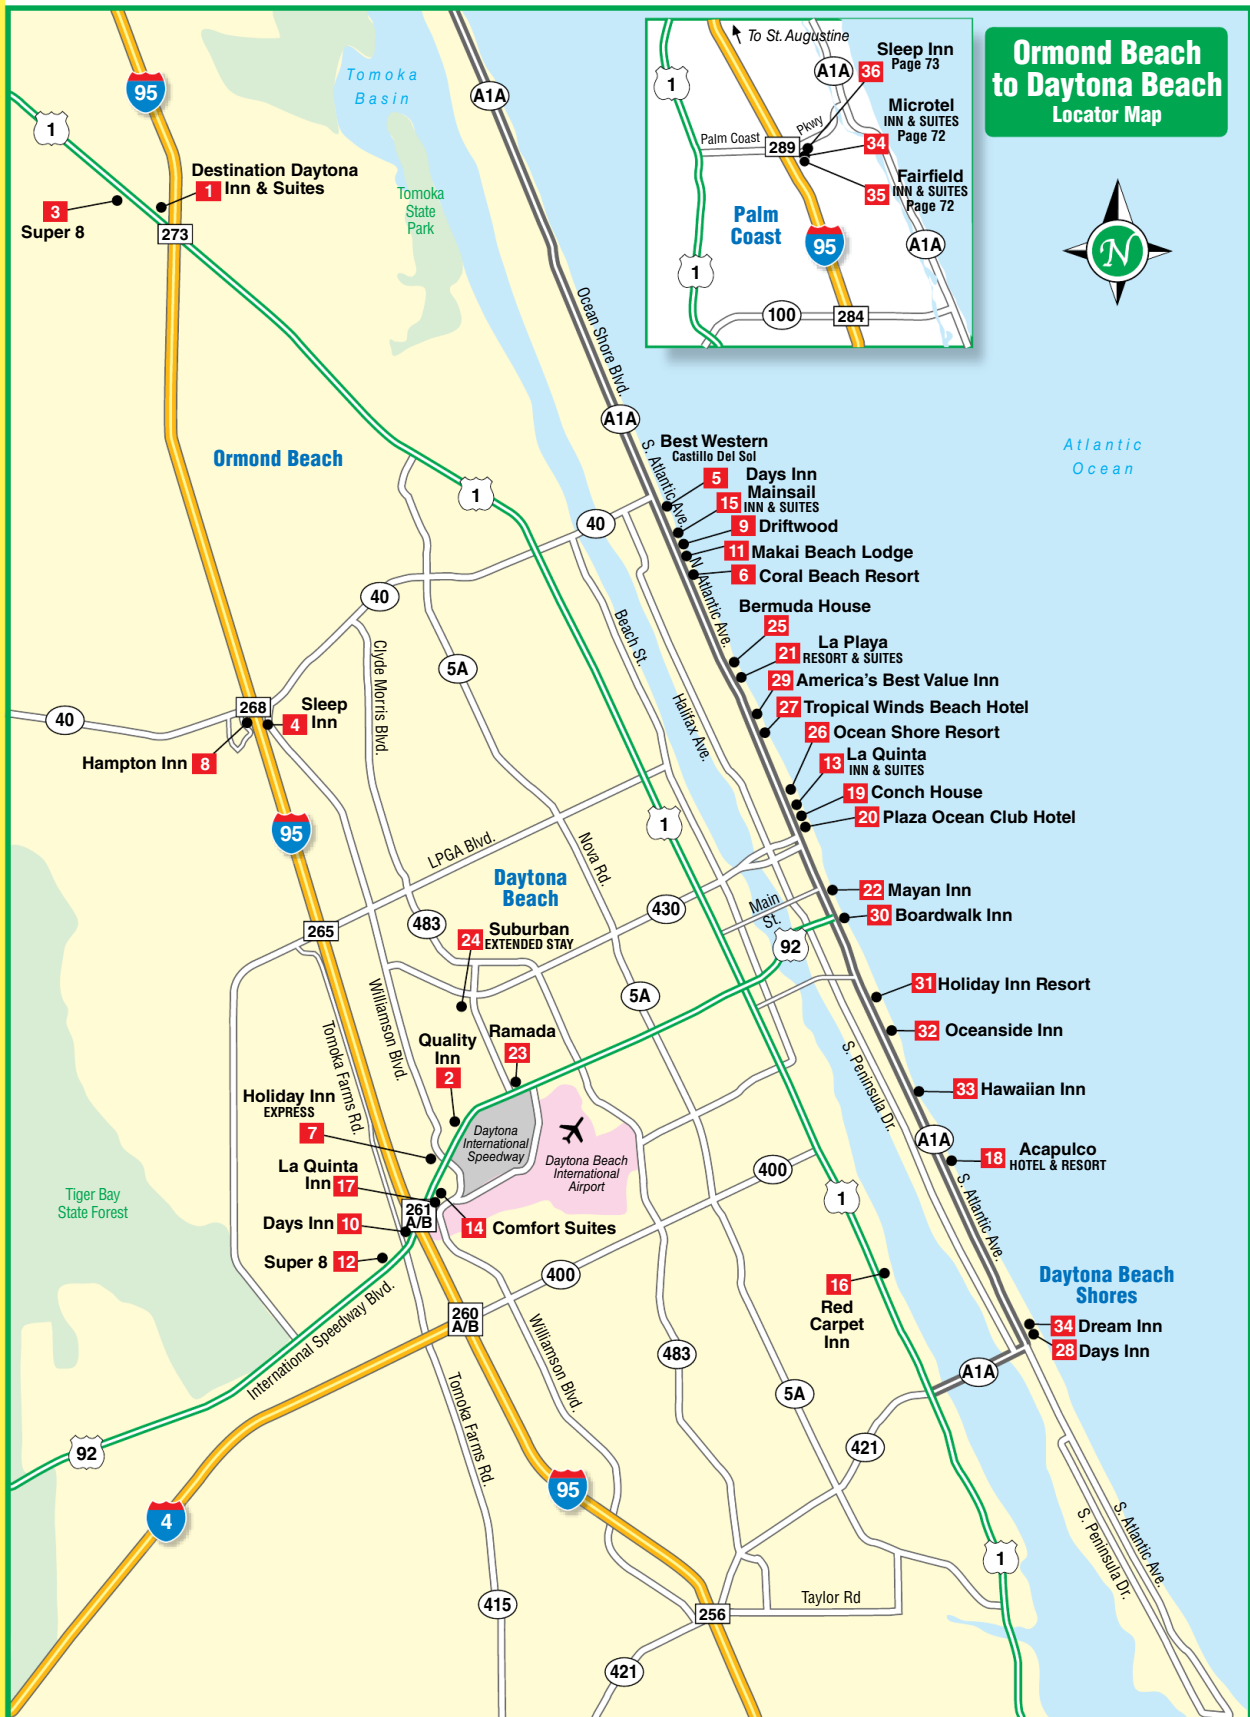 Ormond Beach
to Daytona Beach
Locator Map
N
To St. Augustine
Sleep Inn
Page 73
36
A1A
1
Microtel
INN & SUITES
Page 72
34
Palm Coast Pkwy
289
Fairfield
INN & SUITES
Page 72
35
Palm
Coast
95
A1A
1
100
284
Tomoka
Basin
95
A1A
1
Destination Daytona
1 Inn & Suites
3
Super 8
273
Tomoka
State
Park
Ocean Shore Blvd.
A1A
Atlantic
Ocean
Ormond Beach
1
40
S. Atlantic Ave.
Best Western
Castillo Del Sol
5
Days Inn
Mainsail
15 INN & SUITES
9 Driftwood
11 Makai Beach Lodge
6 Coral Beach Resort
N. Atlantic Ave.
Bermuda House
25
La Playa
21 RESORT & SUITES
29 America's Best Value Inn
27 Tropical Winds Beach Hotel
26 Ocean Shore Resort
La Quinta
13 INN & SUITES
19 Conch House
20 Plaza Ocean Club Hotel
22 Mayan Inn
30 Boardwalk Inn
31 Holiday Inn Resort
32 Oceanside Inn
33 Hawaiian Inn
A1A
Acapulco
18 HOTEL & RESORT
S. Atlantic Ave.
Daytona Beach
Shores
34 Dream Inn
28 Days Inn
A1A
40
Clyde Morris Blvd.
5A
Beach St.
Halifax Ave.
40
268
Sleep
Inn
4
Hampton Inn 8
95
LPGA Blvd.
Nova Rd.
1
Daytona
Beach
430
Main
St.
92
265
483
Suburban
24 EXTENDED STAY
5A
Williamson Blvd.
Tomoka Farms Rd.
Quality
Inn
2
Ramada
23
S. Peninsula Dr.
Holiday Inn
EXPRESS
7
Daytona
International
Speedway
Daytona Beach
International
Airport
La Quinta
Inn 17
261
A/B
Days Inn 10
14 Comfort Suites
Super 8 12
400
400
1
Tiger Bay
State Forest
16
Red
Carpet
Inn
International Speedway Blvd.
260
A/B
Williamson Blvd.
483
5A
421
Tomoka Farms Rd.
92
4
95
1
S. Atlantic Ave.
S. Peninsula Dr.
415
256
Taylor Rd
421